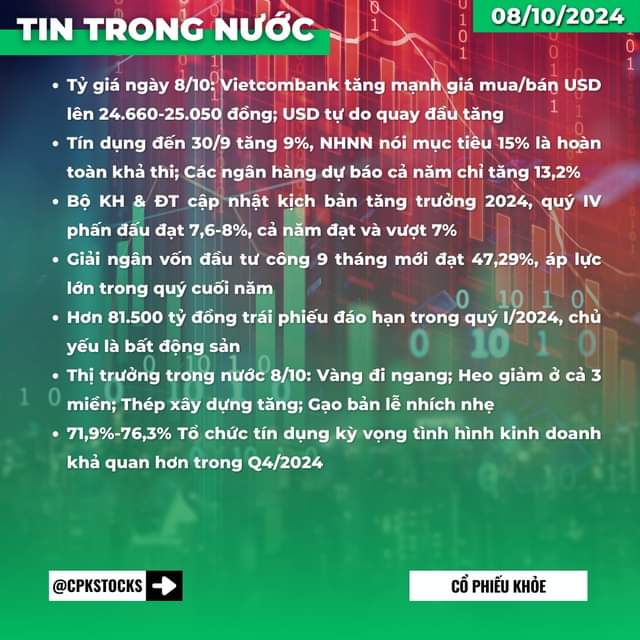 TIN TRONG NƯỚC
08/10/2024
• Tỷ giá ngày 8/10: Vietcombank tăng mạnh giá mua/bán USD
lên 24.660-25.050 đồng; USD tự do quay đầu tăng
• Tín dụng đến 30/9 tăng 9%, NHNN nói mục tiêu 15% là hoàn
toàn khả thi; Các ngân hàng dự báo cả năm chỉ tăng 13,2%
• Bộ KH & ĐT cập nhật kịch bản tăng trưởng 2024, quý IV
phấn đấu đạt 7,6-8%, cả năm đạt và vượt 7%
• Giải ngân vốn đầu tư công 9 tháng mới đạt 47,29%, áp lực
lớn trong quý cuối năm
• Hơn 81.500 tỷ đồng trái phiếu đáo hạn trong quý I/2024, chủ
yếu là bất động sản
• Thị trưởng trong nước 8/10: Vàng đi ngang; Heo giảm ở cả 3
miền; Thép xây dựng tăng; Gạo bản lẽ nhích nhẹ
• 71,9%-76,3% Tổ chức tín dụng kỳ vọng tình hình kinh doanh
khả quan hơn trong Q4/2024
@CPKSTOCKS
CỔ PHIẾU KHỎE